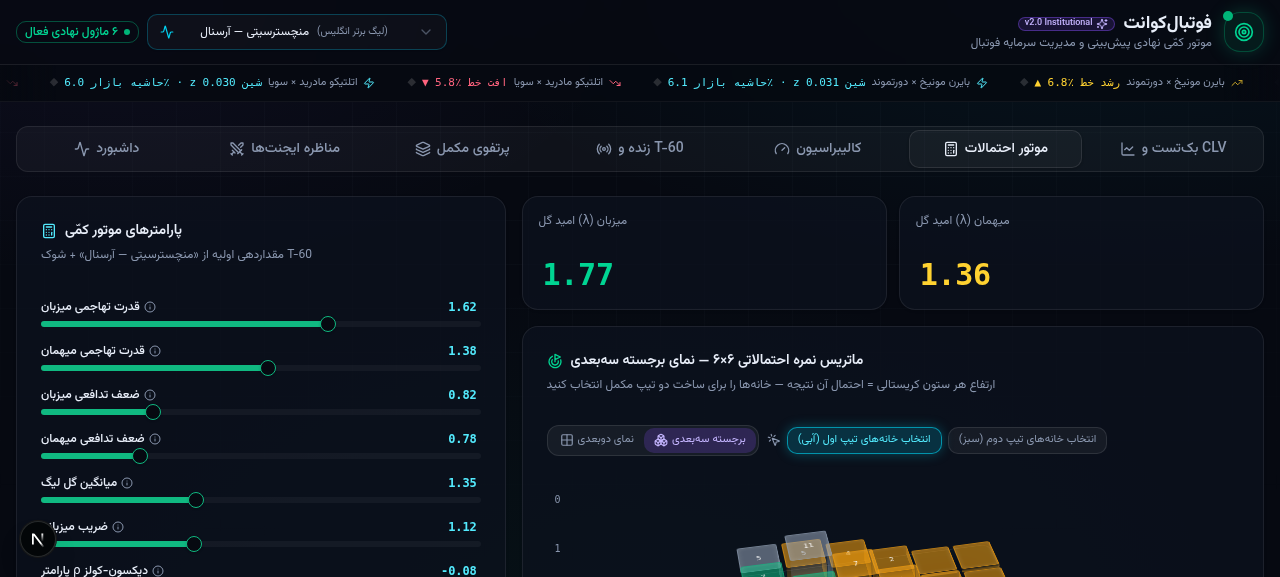 فوتبال‌کوانت
v2.0 Institutional
موتور کمّی نهادی پیش‌بینی و مدیریت سرمایه فوتبال
منچسترسیتی — آرسنال (لیگ برتر انگلیس)
۶ ماژول نهادی فعال
بایرن مونیخ × دورتموند رشد خط ۶.۸٪ ▲
بایرن مونیخ × دورتموند شین z 0.031 · حاشیه بازار 6.1٪
اتلتیکو مادرید × سویا افت خط ۵.۸٪ ▼
اتلتیکو مادرید × سویا شین z 0.030 · حاشیه بازار 6.0٪
بک‌تست و CLV
موتور احتمالات
کالیبراسیون
زنده و T-60
پرتفوی مکمل
مناظره ایجنت‌ها
داشبورد
میهمان (λ) امید گل
1.36
میزبان (λ) امید گل
1.77
پارامترهای موتور کمّی
مقداردهی اولیه از «منچسترسیتی — آرسنال» + شوک T-60
قدرت تهاجمی میزبان 1.62
قدرت تهاجمی میهمان 1.38
ضعف تدافعی میزبان 0.82
ضعف تدافعی میهمان 0.78
میانگین گل لیگ 1.35
ضریب میزبانی 1.12
دیکسون-کولز ρ پارامتر -0.08
ماتریس نمره احتمالاتی ۶×۶ — نمای برجسته سه‌بعدی
ارتفاع هر ستون کریستالی = احتمال آن نتیجه — خانه‌ها را برای ساخت دو تیپ مکمل انتخاب کنید
انتخاب خانه‌های تیپ دوم (سبز)
انتخاب خانه‌های تیپ اول (آبی)
برجسته سه‌بعدی
نمای دوبعدی
0
1